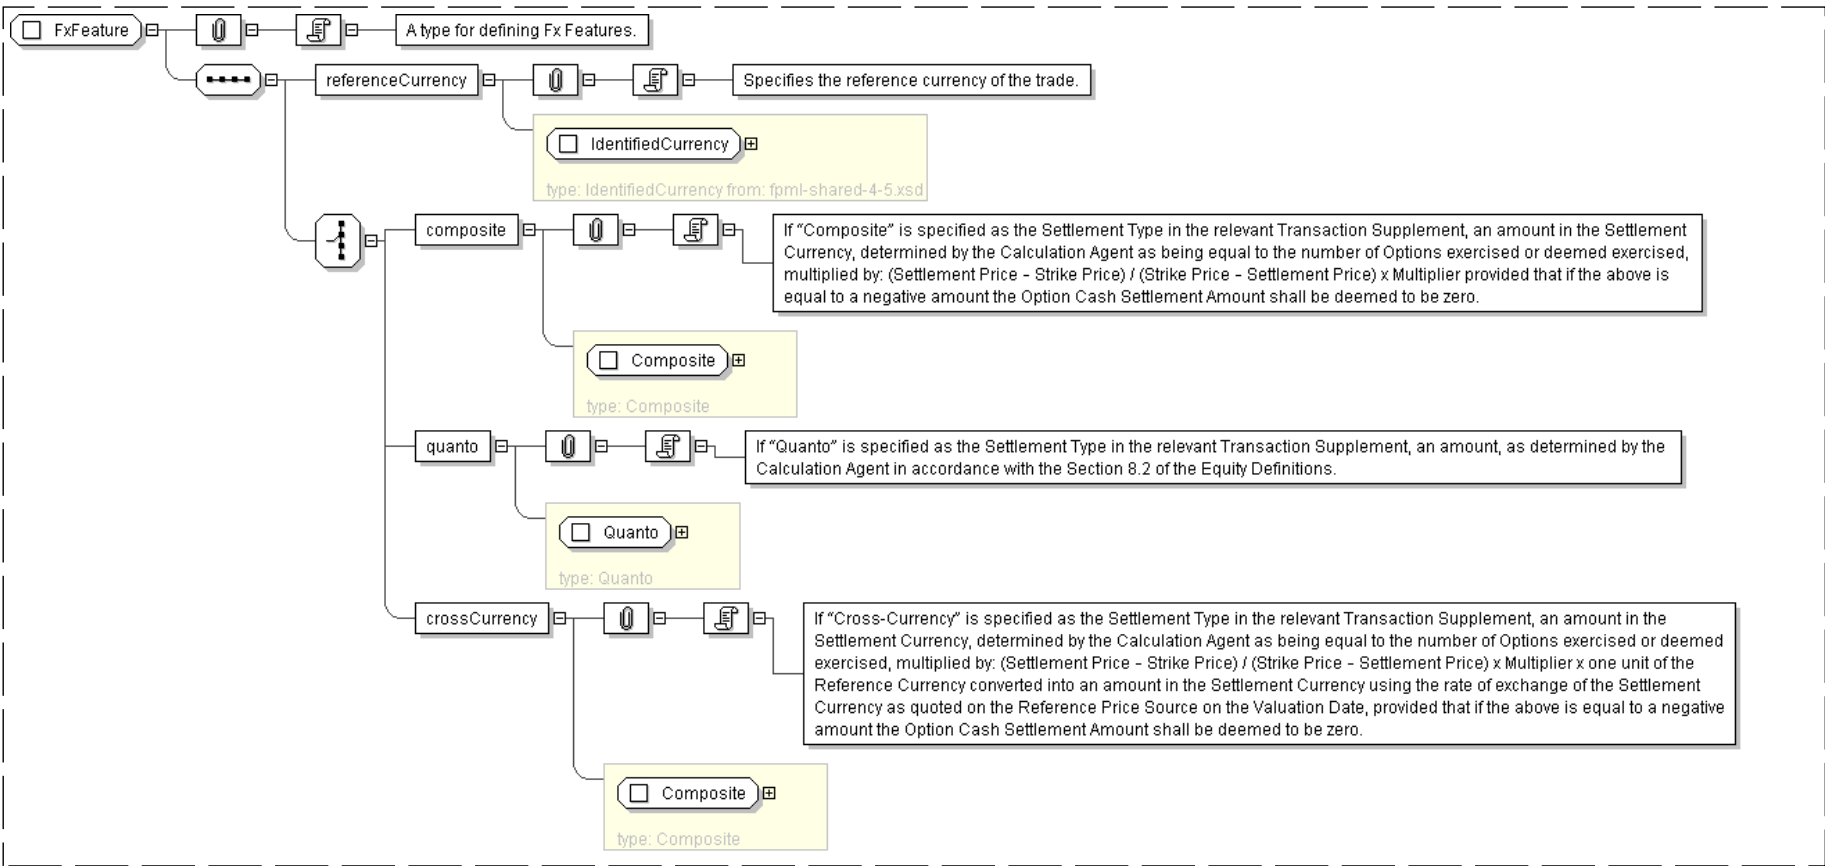 FxFeature
A type for defining Fx Features.
referenceCurrency
Specifies the reference currency of the trade.
IdentifiedCurrency
type: IdentifiedCurrency from: fpml-shared-4-5.xsd
composite
If “Composite” is specified as the Settlement Type in the relevant Transaction Supplement, an amount in the Settlement
Currency, determined by the Calculation Agent as being equal to the number of Options exercised or deemed exercised,
multiplied by: (Settlement Price – Strike Price) / (Strike Price – Settlement Price) x Multiplier provided that if the above is
equal to a negative amount the Option Cash Settlement Amount shall be deemed to be zero.
Composite
type: Composite
quanto
If “Quanto” is specified as the Settlement Type in the relevant Transaction Supplement, an amount, as determined by the
Calculation Agent in accordance with the Section 8.2 of the Equity Definitions.
Quanto
type: Quanto
crossCurrency
If “Cross-Currency” is specified as the Settlement Type in the relevant Transaction Supplement, an amount in the
Settlement Currency, determined by the Calculation Agent as being equal to the number of Options exercised or deemed
exercised, multiplied by: (Settlement Price – Strike Price) / (Strike Price – Settlement Price) x Multiplier x one unit of the
Reference Currency converted into an amount in the Settlement Currency using the rate of exchange of the Settlement
Currency as quoted on the Reference Price Source on the Valuation Date, provided that if the above is equal to a negative
amount the Option Cash Settlement Amount shall be deemed to be zero.
Composite
type: Composite